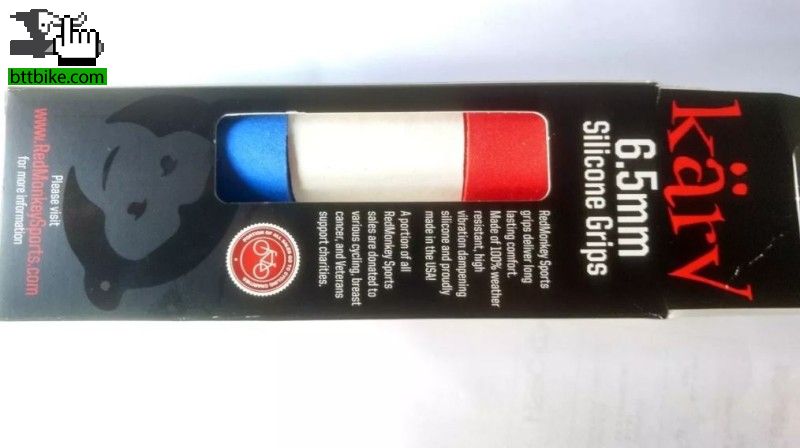 bttbike.com
kärv
6.5mm
Silicone Grips
RedMonkey Sports
grips deliver long
lasting comfort.
Made of 100% weather
resistant, high
vibration dampening
silicone and proudly
made in the USA!
A portion of all
RedMonkey Sports
sales are donated to
various cycling, breast
cancer, and Veterans
support charities.
Please visit
www.RedMonkeySports.com
for more information